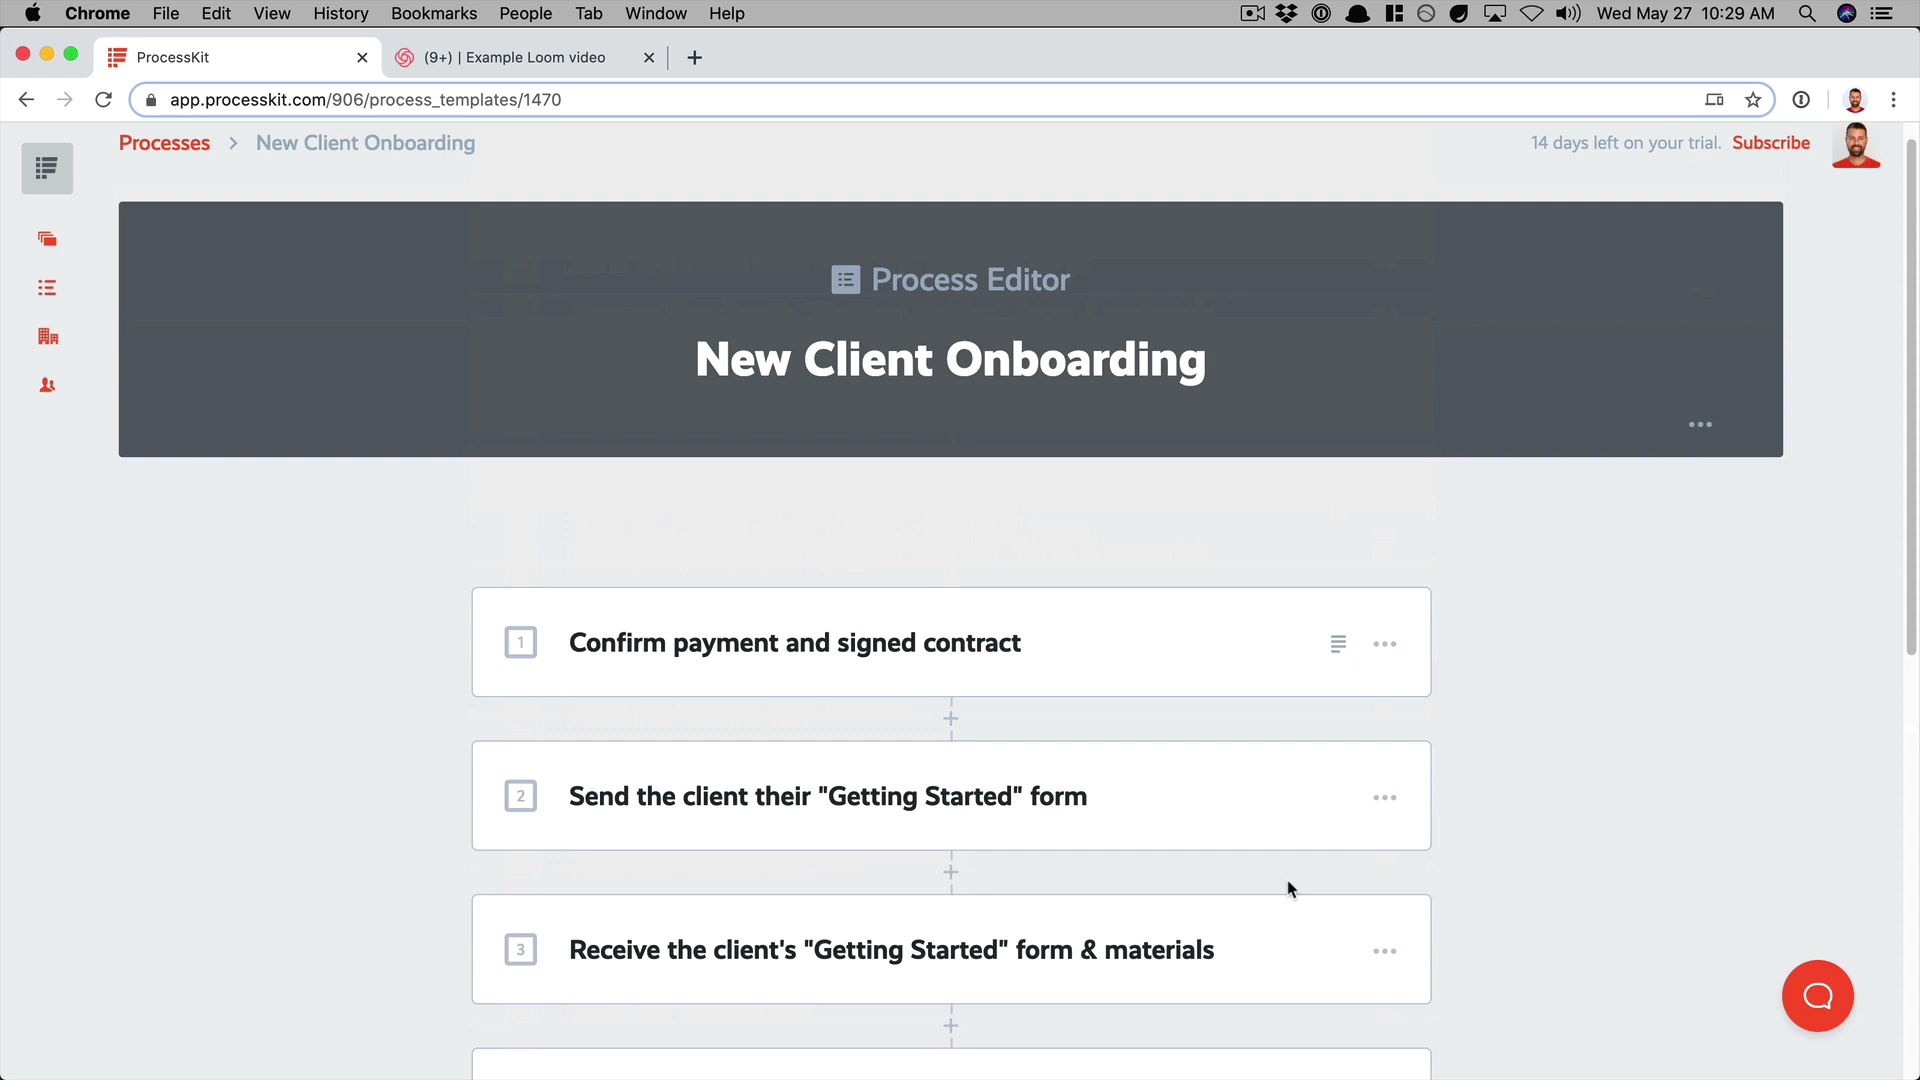 Chrome File Edit View History Bookmarks People Tab Window Help Wed May 27 10:29 AM
ProcessKit (9+) | Example Loom video
app.processkit.com/906/process_templates/1470
Processes > New Client Onboarding 14 days left on your trial. Subscribe
Process Editor
New Client Onboarding
1 Confirm payment and signed contract
2 Send the client their "Getting Started" form
3 Receive the client's "Getting Started" form & materials